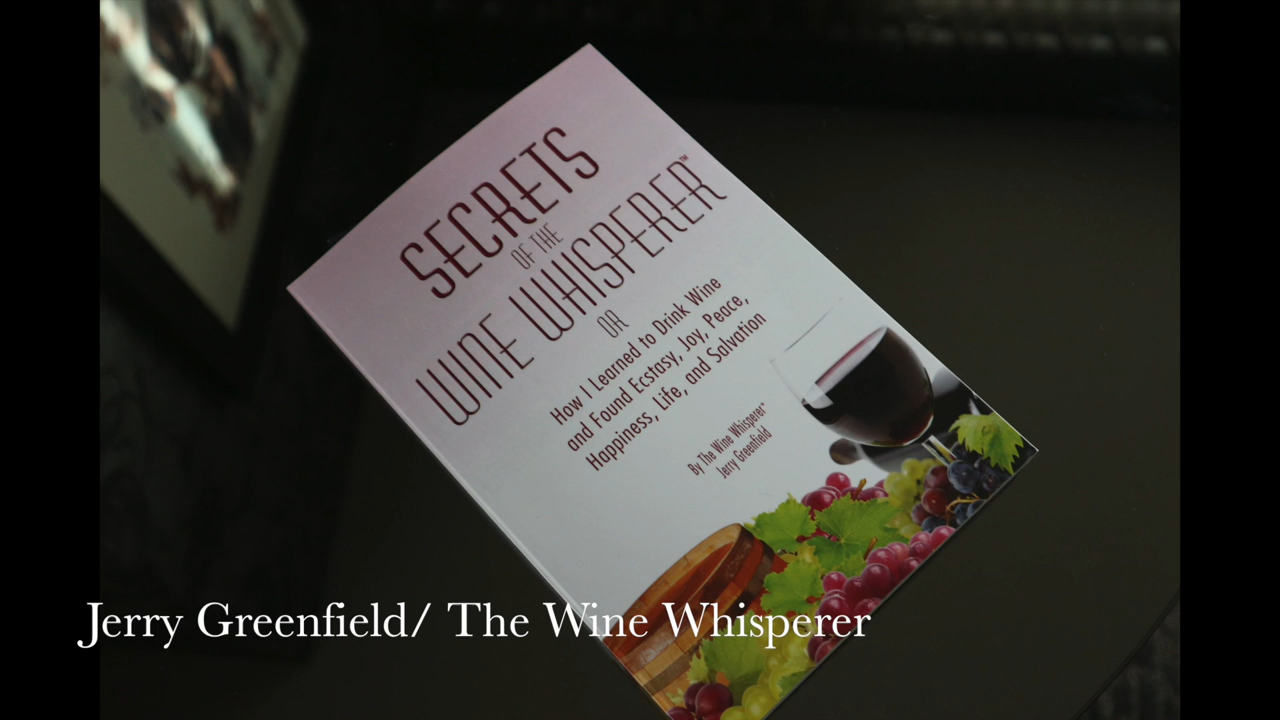 SECRETS
OF THE
WINE WHISPERER™
OR
How I Learned to Drink Wine
and Found Ecstasy, Joy, Peace,
Happiness, Life, and Salvation
By The Wine Whisperer™
Jerry Greenfield
Jerry Greenfield/ The Wine Whisperer